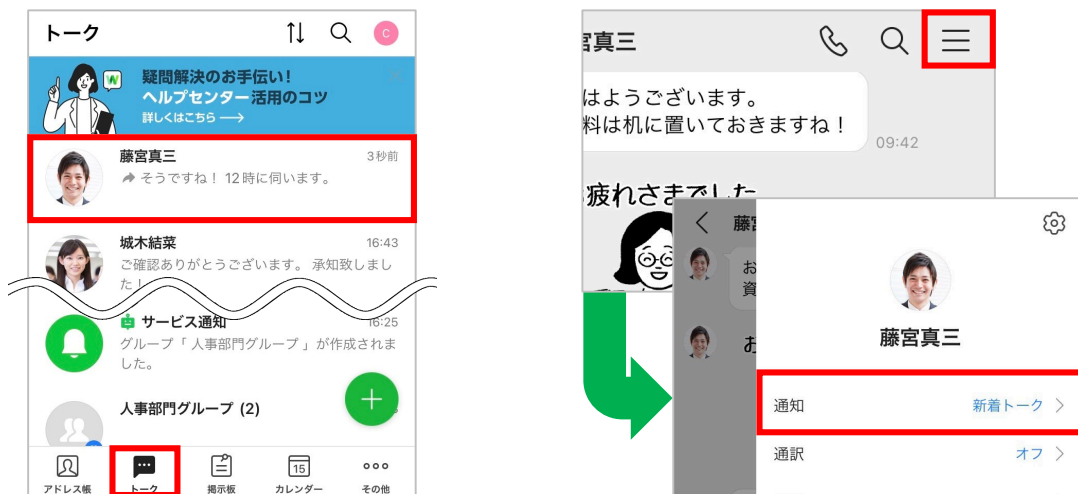 トーク
C
疑問解決のお手伝い!
ヘルプセンター活用のコツ
詳しくはこちら
藤宮真三
3秒前
そうですね! 12時に伺います。
城木結菜
16:43
ご確認ありがとうございます。 承知致しまし
た!
サービス通知
16:25
グループ「 人事部門グループ 」が作成されま
した。
人事部門グループ (2)
アドレス帳
トーク
掲示板
15
カレンダー
その他
宮真三
はようございます。
料は机に置いておきますね!
09:42
疲れさまでした
藤宮
お
資
お
藤宮真三
通知
新着トーク
通訳
オフ